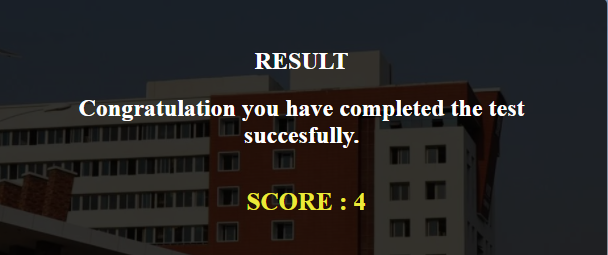 RESULT
Congratulation you have completed the test
succesfully.
SCORE : 4